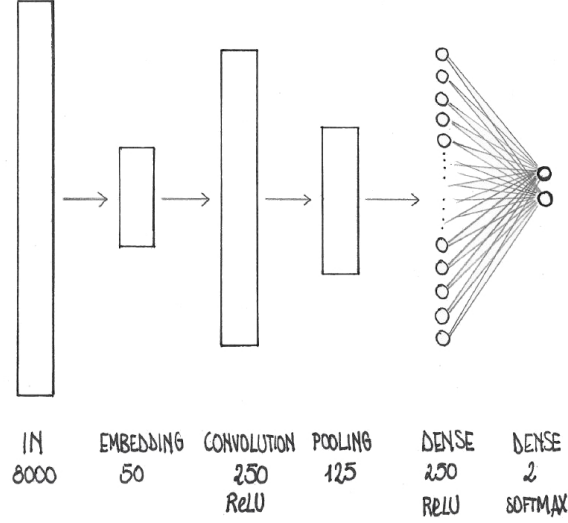 IN EMBEDDING CONVOLUTION POOLING DENSE DENSE
8000 50 250 125 250 2
ReLU ReLU SOFTMAX